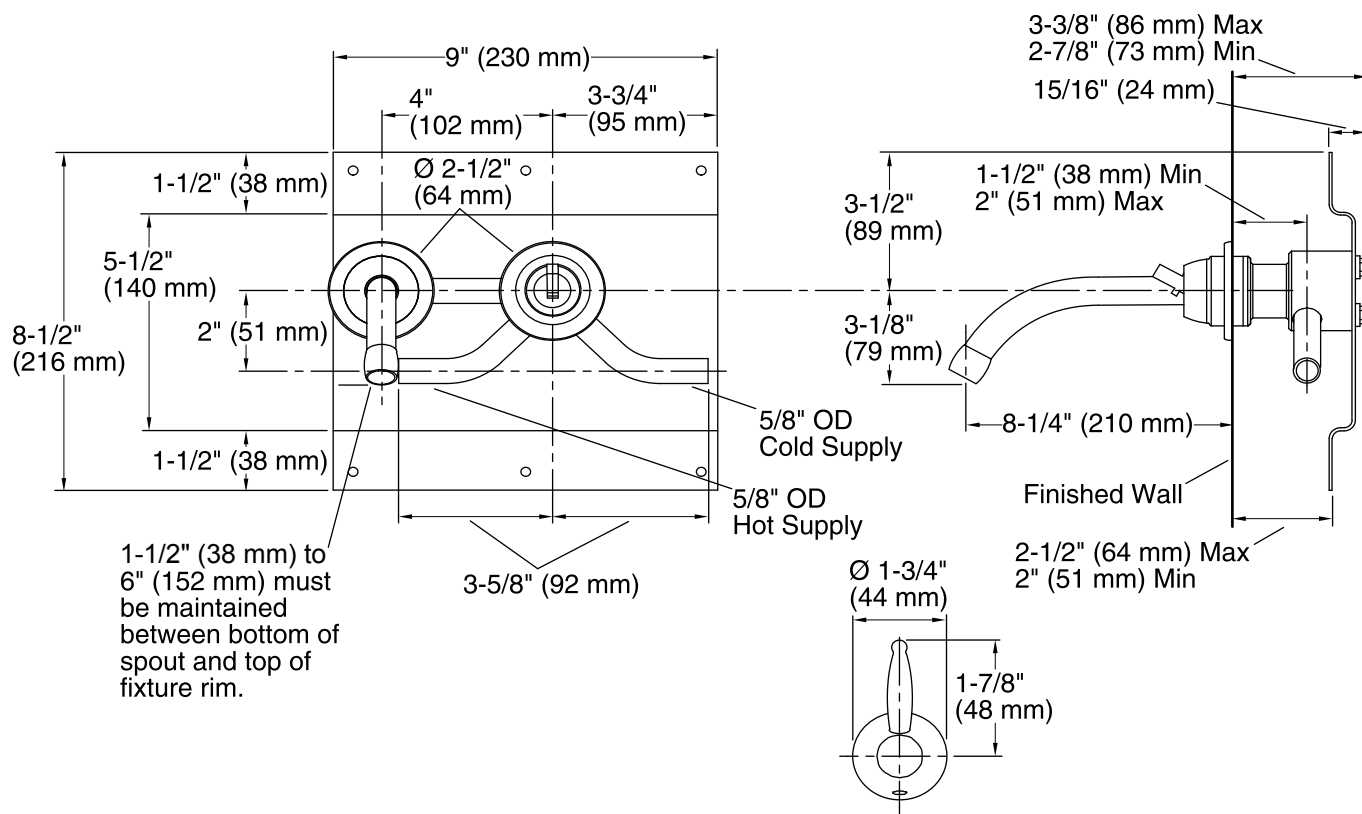 3-3/8" (86 mm) Max
2-7/8" (73 mm) Min
15/16" (24 mm)
9" (230 mm)
4"
(102 mm)
3-3/4"
(95 mm)
1-1/2" (38 mm)
Ø 2-1/2"
(64 mm)
5-1/2"
(140 mm)
8-1/2"
(216 mm)
2" (51 mm)
1-1/2" (38 mm)
5/8" OD
Cold Supply
5/8" OD
Hot Supply
3-5/8" (92 mm)
1-1/2" (38 mm) to
6" (152 mm) must
be maintained
between bottom of
spout and top of
fixture rim.
3-1/2"
(89 mm)
1-1/2" (38 mm) Min
2" (51 mm) Max
3-1/8"
(79 mm)
8-1/4" (210 mm)
Finished Wall
2-1/2" (64 mm) Max
2" (51 mm) Min
Ø 1-3/4"
(44 mm)
1-7/8"
(48 mm)